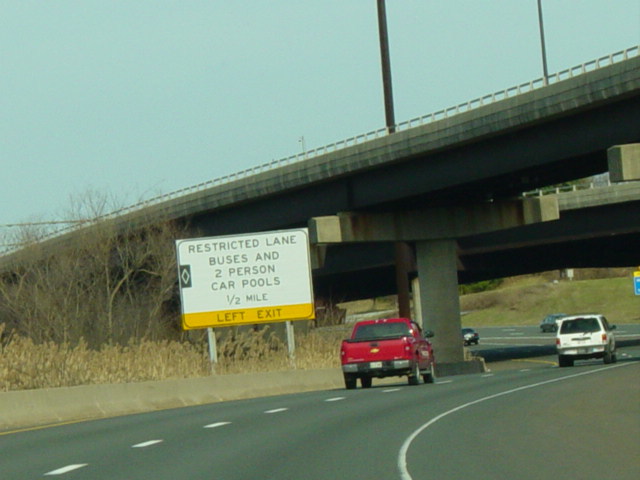 RESTRICTED LANE
BUSES AND
2 PERSON
CAR POOLS
1/2 MILE
LEFT EXIT